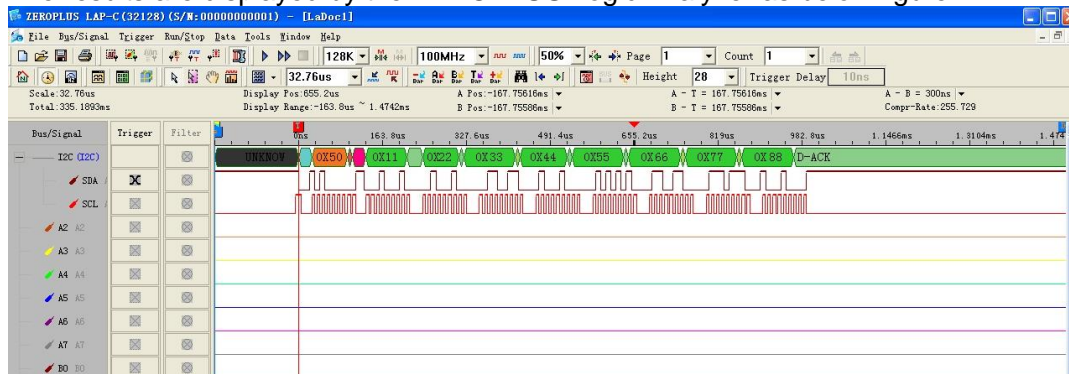 ZEROPLUS LAP-C(32128) (S/N:00000000001) - [LaDoc1]
File Bus/Signal Trigger Run/Stop Data Tools Window Help
128K 100MHz 50% Page 1 Count 1
32.76us Height 28 Trigger Delay 10ns
Scale:32.76us Display Pos:655.2us A Pos:-167.75616ms A - T = 167.75616ms A - B = 300ns
Total:335.1893ms Display Range:-163.8us ~ 1.4742ms B Pos:-167.75586ms B - T = 167.75586ms Compr-Rate:255.729
Bus/Signal Trigger Filter 0ns 163.8us 327.6us 491.4us 655.2us 819us 982.8us 1.1466ms 1.3104ms 1.474
I2C (I2C) UNKNOW 0X50 0X11 0X22 0X33 0X44 0X55 0X66 0X77 0X88 D-ACK
SDA
SCL
A2 A2
A3 A3
A4 A4
A5 A5
A6 A6
A7 A7
B0 B0